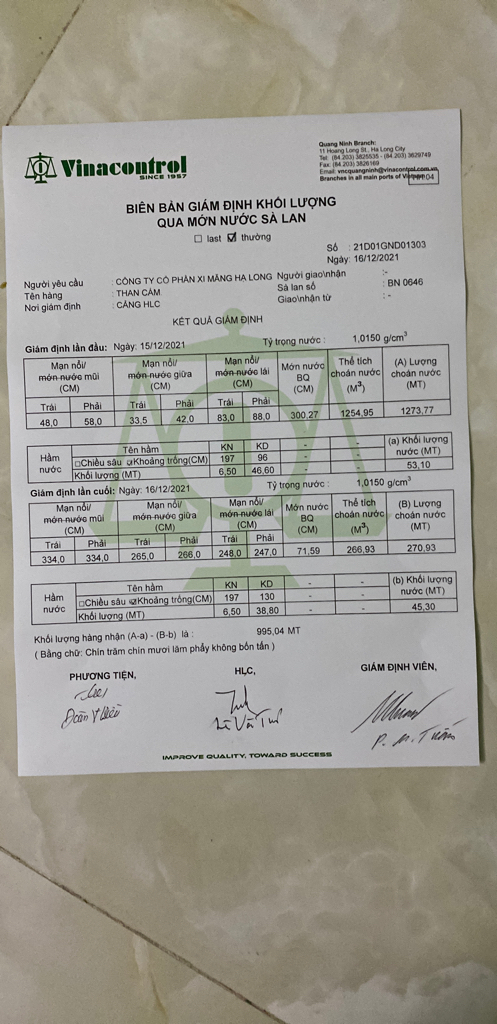 Vinacontrol
SINCE 1957
Quang Ninh Branch:
11 Hoang Long St., Ha Long City
Tel: (84.203) 3825535 - (84.203) 3629749
Fax: (84.203) 3826169
Email: vncquangninh@vinacontrol.com.vn
Branches in all main ports of Vietnam
BIÊN BẢN GIÁM ĐỊNH KHỐI LƯỢNG
QUA MỚN NƯỚC SÀ LAN
last thường
Số : 21D01GND01303
Ngày: 16/12/2021
Người yêu cầu : CÔNG TY CỔ PHẦN XI MĂNG HẠ LONG Người giao\nhận :-
Tên hàng : THAN CÁM Sà lan số : BN 0646
Nơi giám định : CẢNG HLC Giao\nhận từ : -
KẾT QUẢ GIÁM ĐỊNH
Giám định lần đầu: Ngày: 15/12/2021 Tỷ trọng nước : 1,0150 g/cm³
Mạn nổi/ món nước mũi (CM) Mạn nổi/ món nước giữa (CM) Mạn nổi/ món nước lái (CM) Mớn nước BQ (CM) Thể tích choán nước (M³) (A) Lượng choán nước (MT)
Trái Phải Trái Phải Trái Phải
48,0 58,0 33,5 42,0 83,0 88,0 300,27 1254,95 1273,77
Hầm nước Tên hầm KN KD - - - (a) Khối lượng nước (MT)
Chiều sâu Khoảng trống(CM) 197 96 - -
Khối lượng (MT) 6,50 46,60 - - 53,10
Giám định lần cuối: Ngày: 16/12/2021 Tỷ trọng nước : 1,0150 g/cm³
Mạn nổi/ món nước mũi (CM) Mạn nổi/ món nước giữa (CM) Mạn nổi/ món nước lái (CM) Mớn nước BQ (CM) Thể tích choán nước (M³) (B) Lượng choán nước (MT)
Trái Phải Trái Phải Trái Phải
334,0 334,0 265,0 266,0 248,0 247,0 71,59 266,93 270,93
Hầm nước Tên hầm KN KD - - (b) Khối lượng nước (MT)
Chiều sâu Khoảng trống(CM) 197 130 - -
Khối lượng (MT) 6,50 38,80 - - 45,30
Khối lượng hàng nhận (A-a) - (B-b) là : 995,04 MT
( Bằng chữ: Chín trăm chín mươi lăm phẩy không bốn tấn )
PHƯƠNG TIỆN, HLC, GIÁM ĐỊNH VIÊN,
Lê Văn
IMPROVE QUALITY, TOWARD SUCCESS